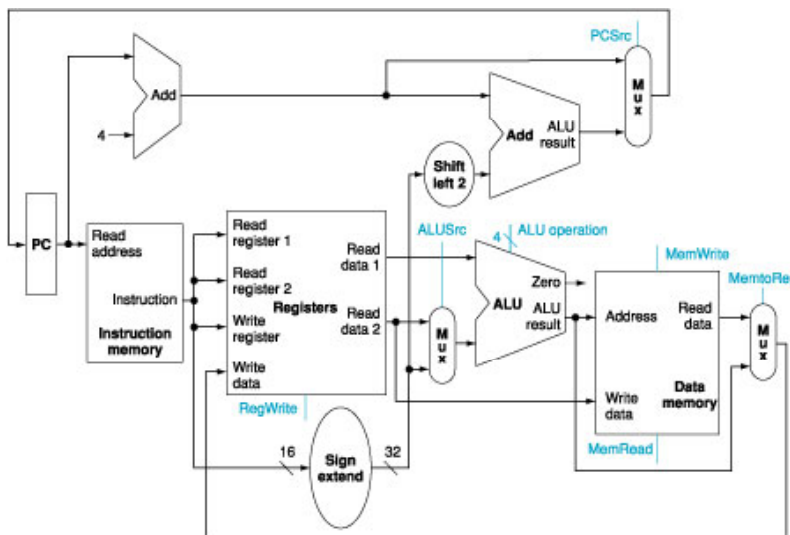 PCSrc
Mux
Add
4
Add
ALU
result
Shift
left 2
PC
Read
address
Instruction
Instruction
memory
Read
register 1
Read
register 2
Write
register
Write
data
Registers
Read
data 1
Read
data 2
RegWrite
ALUSrc
Mux
4
ALU operation
Zero
ALU
ALU
result
MemWrite
Address
Read
data
Write
data
Data
memory
MemRead
MemtoRe
Mux
16
Sign
extend
32